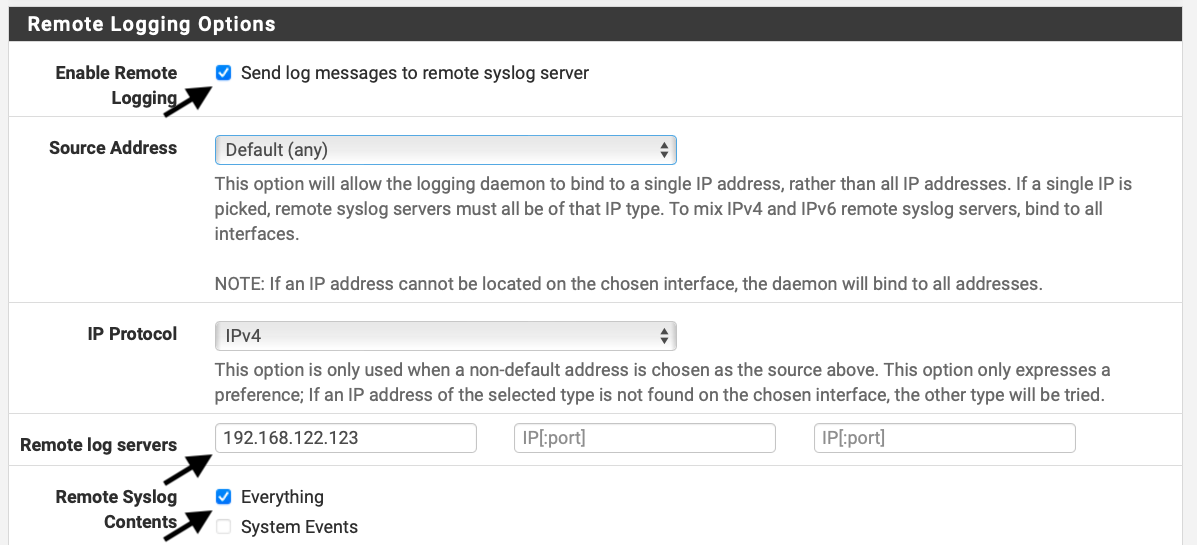 Remote Logging Options
Enable Remote Logging
Send log messages to remote syslog server
Source Address
Default (any)
This option will allow the logging daemon to bind to a single IP address, rather than all IP addresses. If a single IP is
picked, remote syslog servers must all be of that IP type. To mix IPv4 and IPv6 remote syslog servers, bind to all
interfaces.
NOTE: If an IP address cannot be located on the chosen interface, the daemon will bind to all addresses.
IP Protocol
IPv4
This option is only used when a non-default address is chosen as the source above. This option only expresses a
preference; If an IP address of the selected type is not found on the chosen interface, the other type will be tried.
Remote log servers
192.168.122.123
IP[:port]
IP[:port]
Remote Syslog
Contents
Everything
System Events